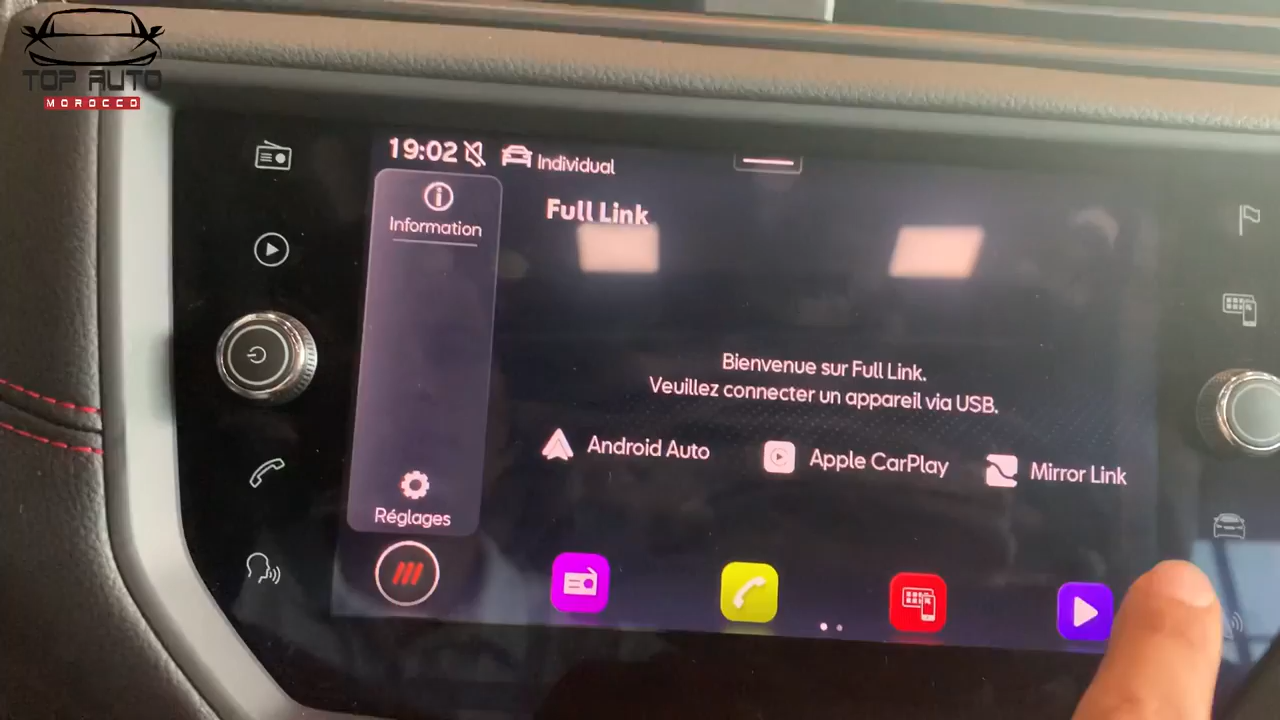 TOP AUTO
MOROCCO
19:02
Individual
Information
Full Link
Bienvenue sur Full Link.
Veuillez connecter un appareil via USB.
Android Auto
Apple CarPlay
Mirror Link
Réglages